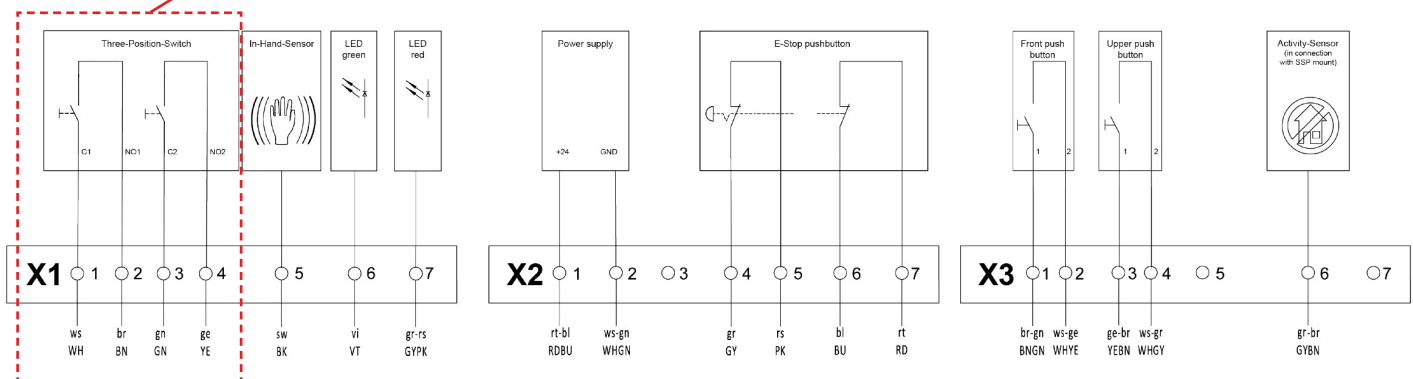 Three-Position-Switch
In-Hand-Sensor
LED
green
LED
red
Power supply
E-Stop pushbutton
Front push
button
Upper push
button
Activity-Sensor
(in connection
with SSP mount)
C1 NO1 C2 NO2
+24 GND
1 2
1 2
X1 1 2 3 4 5 6 7
X2 1 2 3 4 5 6 7
X3 1 2 3 4 5 6 7
ws br gn ge sw vi gr-rs
WH BN GN YE BK VT GYPK
rt-bl ws-gn gr rs bl rt
RDBU WHGN GY PK BU RD
br-gn ws-ge ge-br ws-gr gr-br
BNGN WHYE YEBN WHGY GYBN